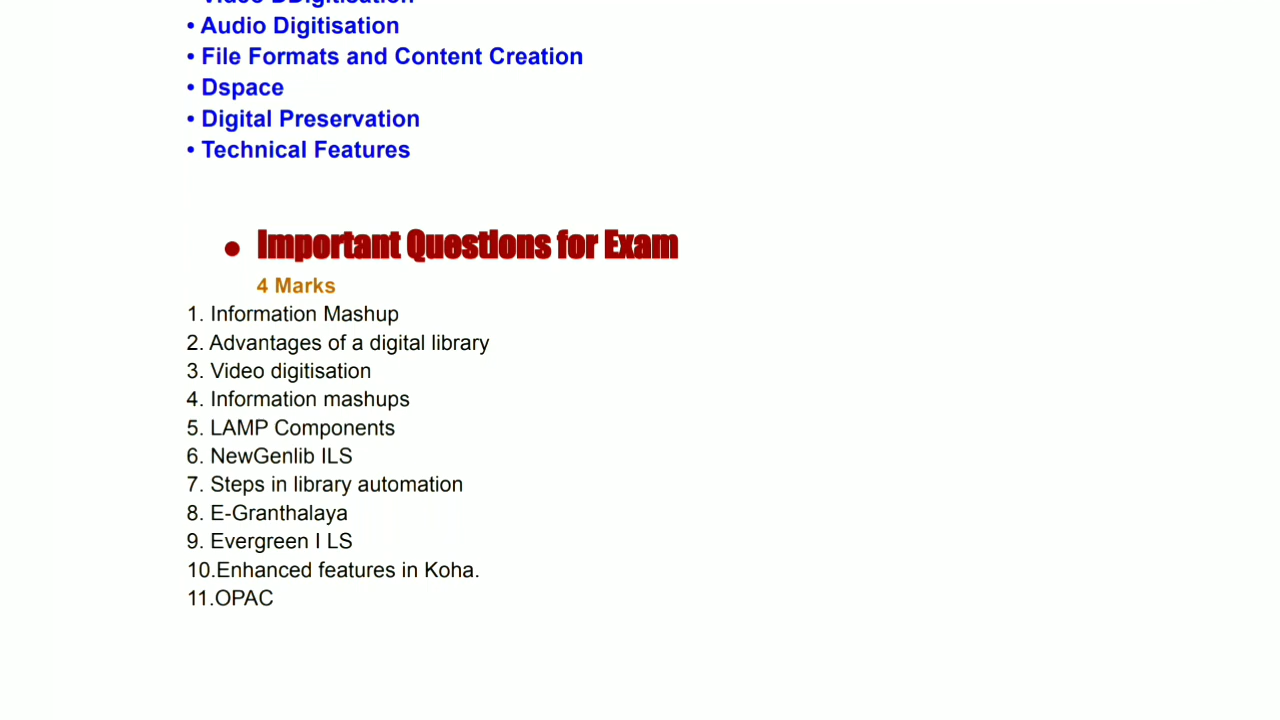 • Video DDigitisation
• Audio Digitisation
• File Formats and Content Creation
• Dspace
• Digital Preservation
• Technical Features
● Important Questions for Exam
4 Marks
1. Information Mashup
2. Advantages of a digital library
3. Video digitisation
4. Information mashups
5. LAMP Components
6. NewGenlib ILS
7. Steps in library automation
8. E-Granthalaya
9. Evergreen I LS
10.Enhanced features in Koha.
11.OPAC